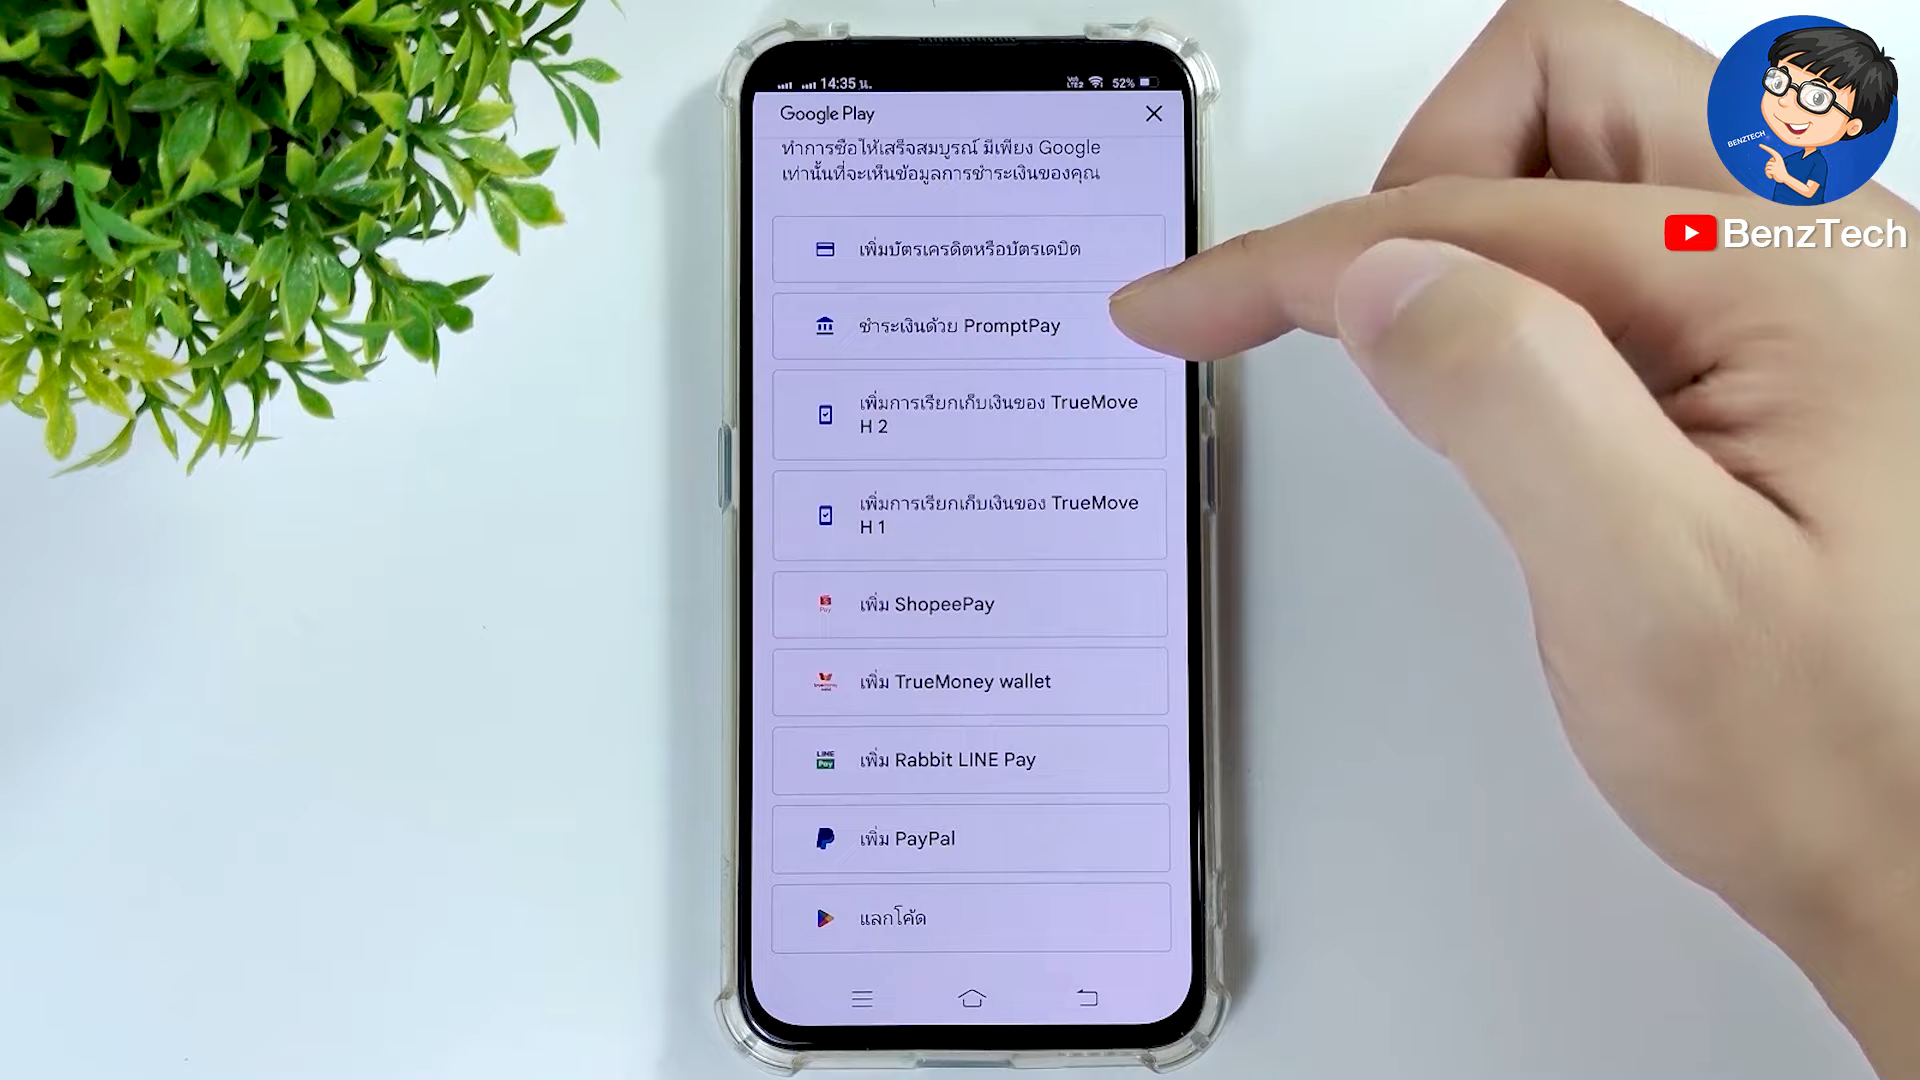 14:35 น.
52%
Google Play
ทำการซื้อให้เสร็จสมบูรณ์ มีเพียง Google
เท่านั้นที่จะเห็นข้อมูลการชำระเงินของคุณ
เพิ่มบัตรเครดิตหรือบัตรเดบิต
ชำระเงินด้วย PromptPay
เพิ่มการเรียกเก็บเงินของ TrueMove
H 2
เพิ่มการเรียกเก็บเงินของ TrueMove
H 1
เพิ่ม ShopeePay
เพิ่ม TrueMoney wallet
LINE
Pay
เพิ่ม Rabbit LINE Pay
เพิ่ม PayPal
แลกโค้ด
BENZTECH
BenzTech